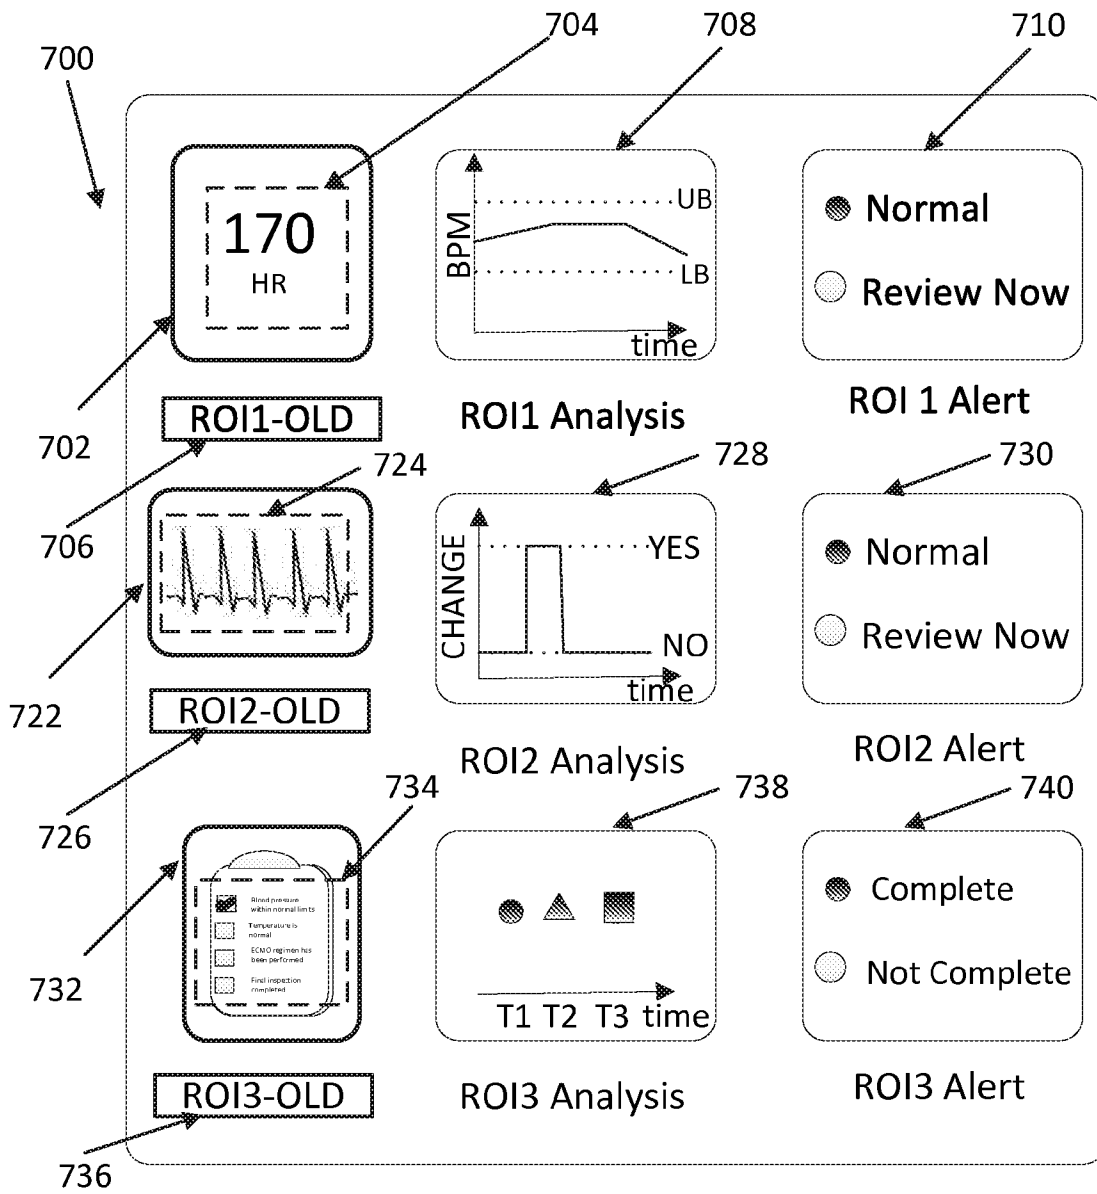 704
708
710
700
170
HR
BPM
UB
LB
time
Normal
Review Now
702
ROI1-OLD
ROI1 Analysis
ROI 1 Alert
706
724
728
730
CHANGE
YES
NO
time
Normal
Review Now
722
ROI2-OLD
ROI2 Analysis
ROI2 Alert
726
734
738
740
Blood pressure
within normal limits
Temperature is
normal
ECMO regimen has
been performed
Final inspection
completed
T1 T2 T3 time
Complete
Not Complete
732
ROI3-OLD
ROI3 Analysis
ROI3 Alert
736